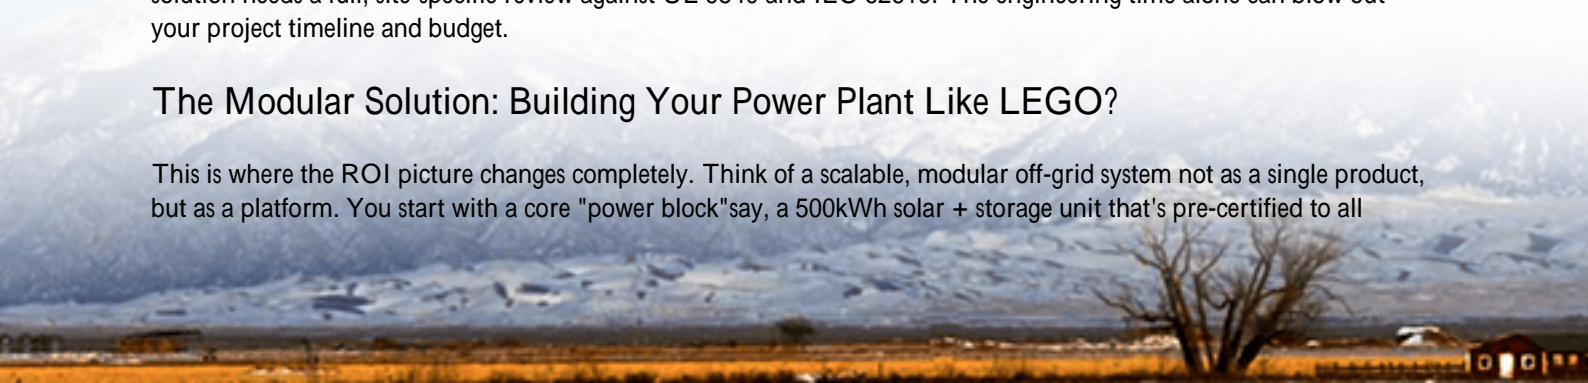 your project timeline and budget.
The Modular Solution: Building Your Power Plant Like LEGO?
This is where the ROI picture changes completely. Think of a scalable, modular off-grid system not as a single product,
but as a platform. You start with a core "power block"say, a 500kWh solar + storage unit that's pre-certified to all